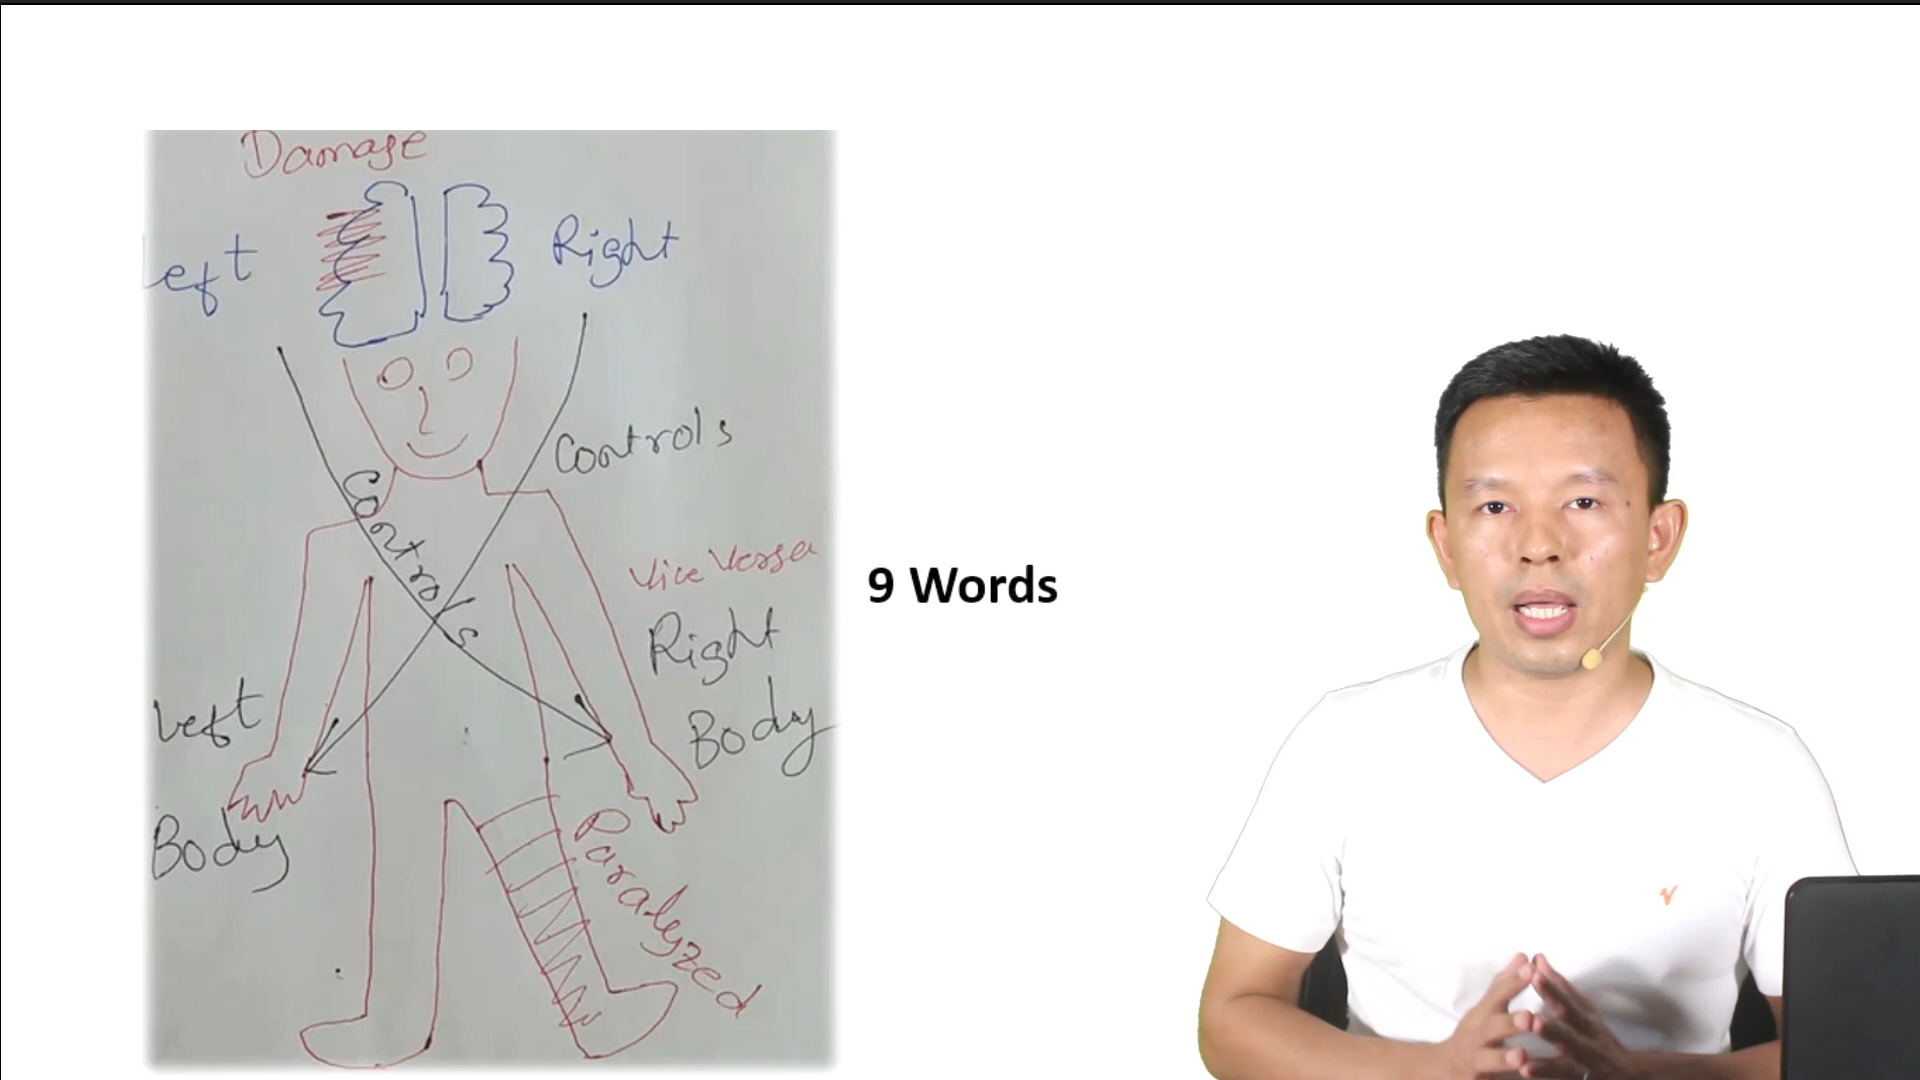 Damage
Left
Right
Controls
Controls
Vice Versa
9 Words
Right
Body
Left
Body
Paralyzed